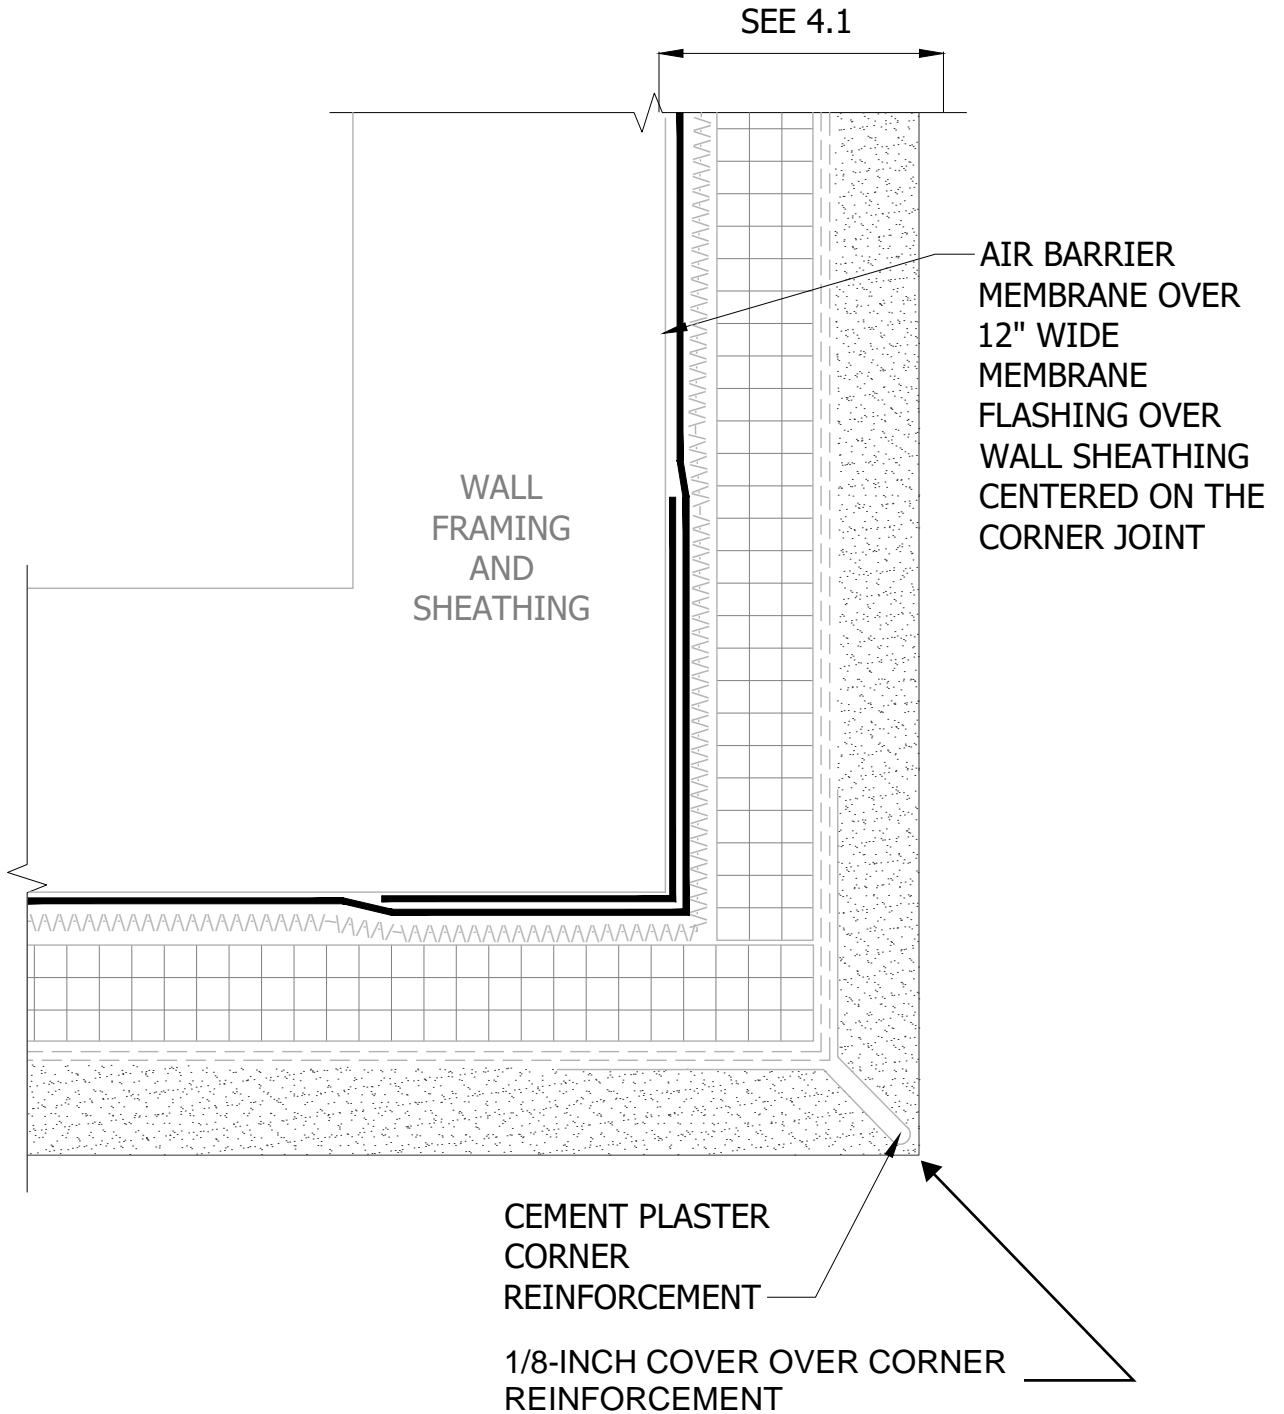 SEE 4.1
AIR BARRIER
MEMBRANE OVER
12" WIDE
MEMBRANE
FLASHING OVER
WALL SHEATHING
CENTERED ON THE
CORNER JOINT
WALL
FRAMING
AND
SHEATHING
CEMENT PLASTER
CORNER
REINFORCEMENT
1/8-INCH COVER OVER CORNER
REINFORCEMENT